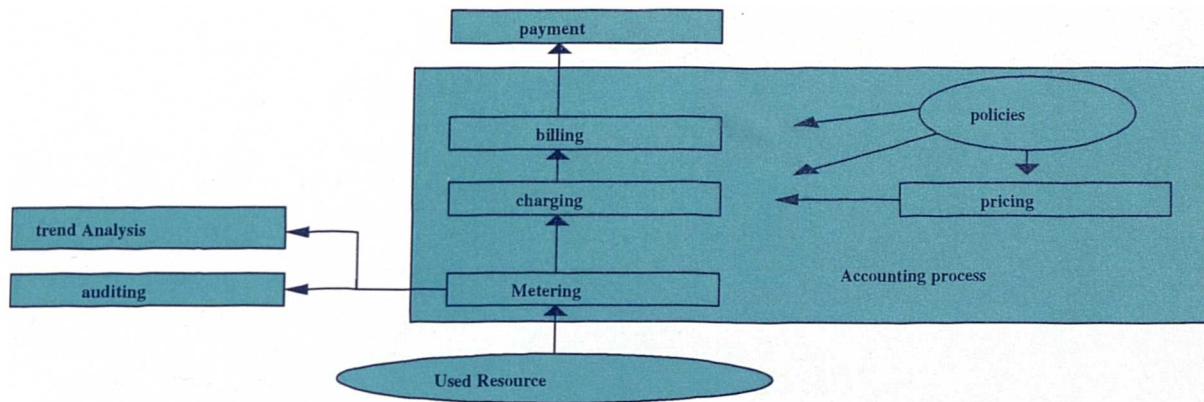 payment
policies
billing
charging
pricing
trend Analysis
Accounting process
auditing
Metering
Used Resource